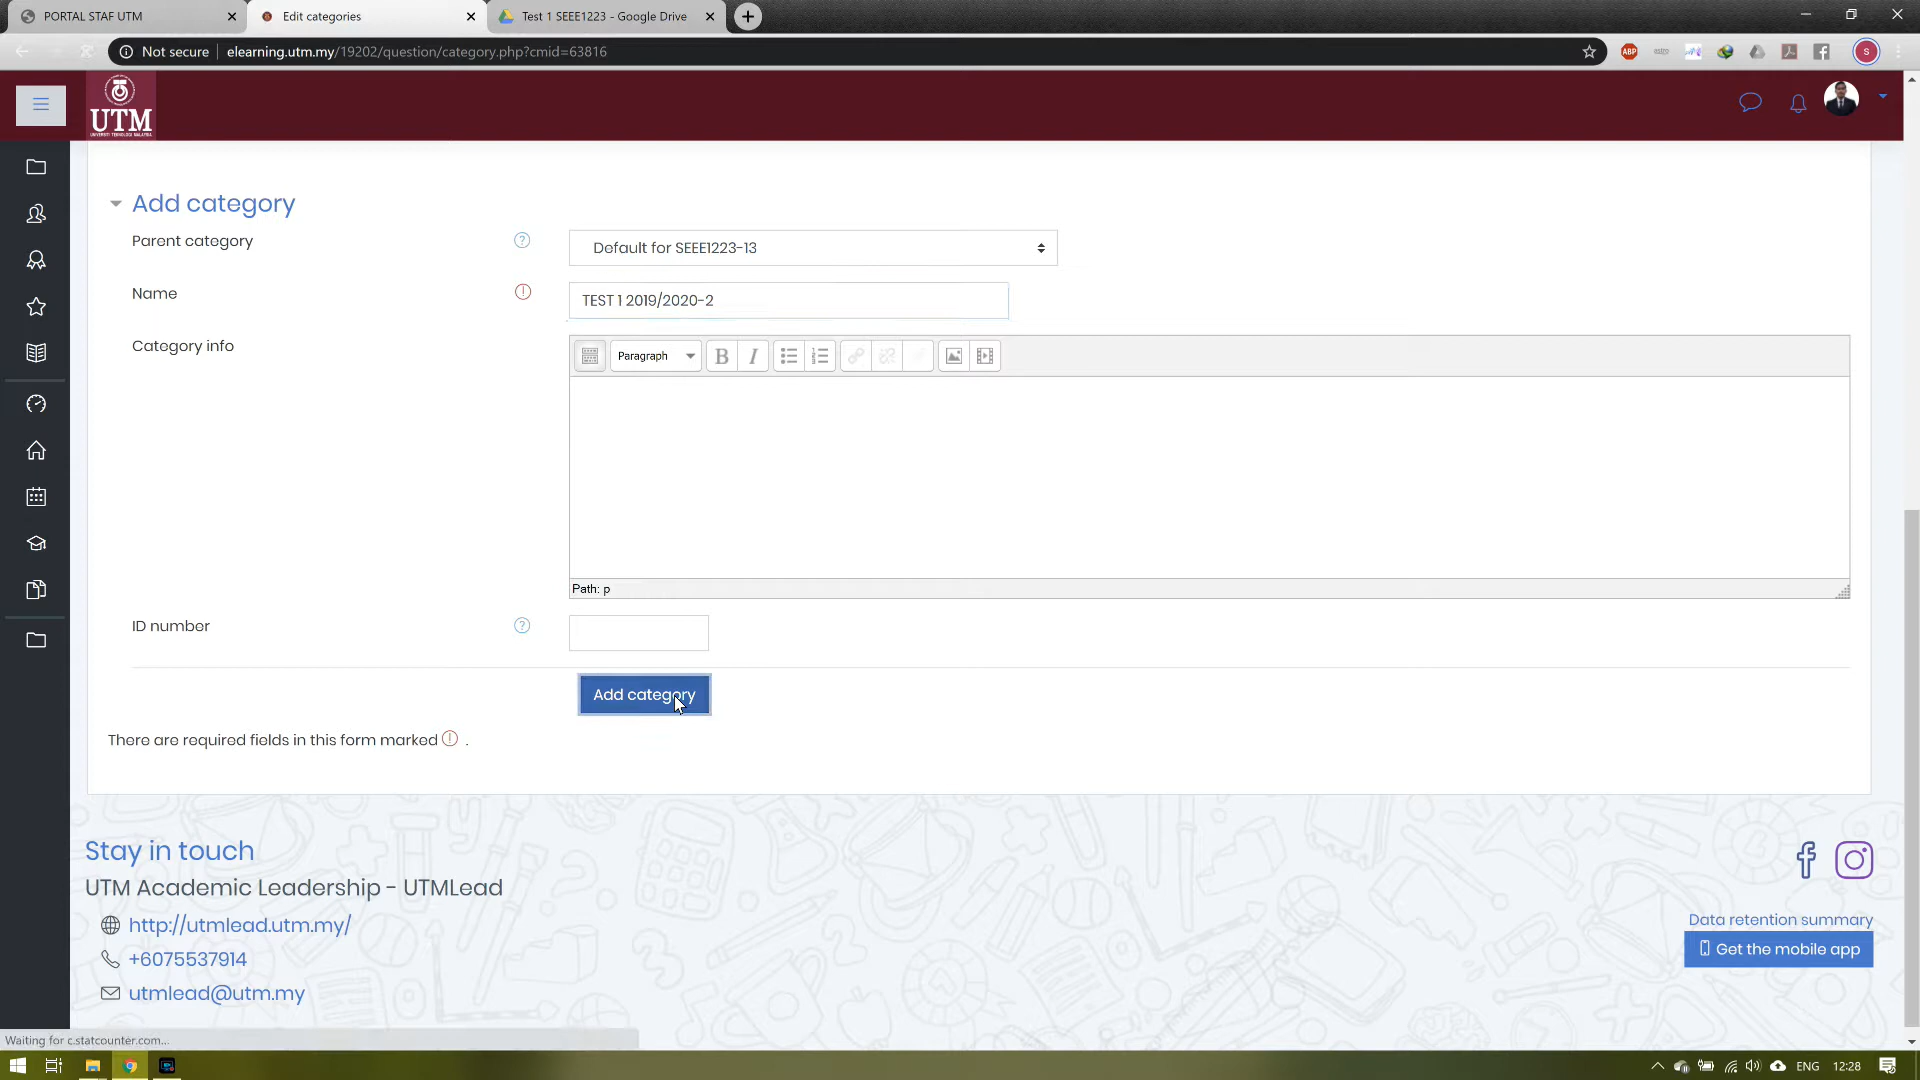 PORTAL STAF UTM
Edit categories
Test 1 SEEE1223 - Google Drive
Not secure
elearning.utm.my/19202/question/category.php?cmid=63816
ABP
S
UTM
UNIVERSITI TEKNOLOGI MALAYSIA
Add category
Parent category
Default for SEEE1223-13
Name
TEST 1 2019/2020-2
Category info
Paragraph
B I
Path: p
ID number
Add category
There are required fields in this form marked .
Stay in touch
UTM Academic Leadership - UTMLead
http://utmlead.utm.my/
+6075537914
utmlead@utm.my
Data retention summary
Get the mobile app
Waiting for c.statcounter.com...
ENG
12:28